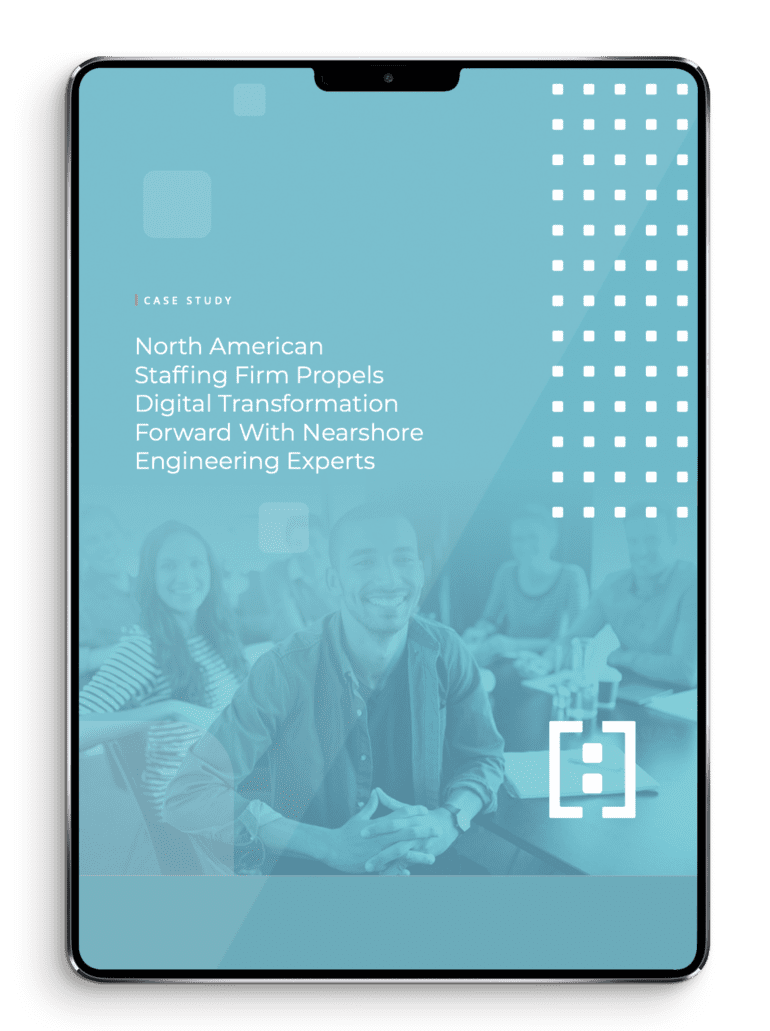 CASE STUDY
North American
Staffing Firm Propels
Digital Transformation
Forward With Nearshore
Engineering Experts